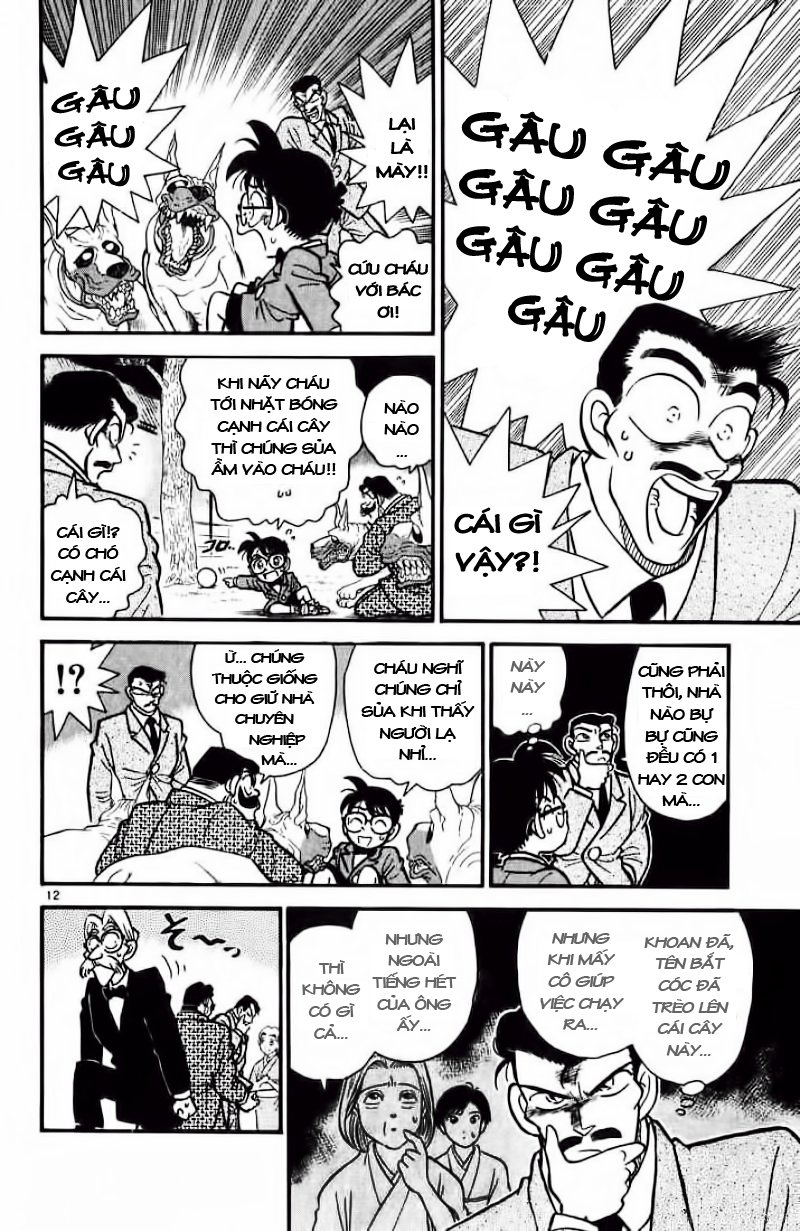 GÂU GÂU
GÂU GÂU
GÂU GÂU
GÂU
CÁI GÌ
VẬY?!
LẠI
LÀ
MÀY!!
GÂU
GÂU
GÂU
CỨU CHÁU
VỚI BÁC
ƠI!
NÀO
NÀO
...
KHI NÃY CHÁU
TỚI NHẶT BÓNG
CẠNH CÁI CÂY
THÌ CHÚNG SỦA
ẦM VÀO CHÁU!!
CÁI GÌ!?
CÓ CHÓ
CẠNH CÁI
CÂY...
CŨNG PHẢI
THÔI, NHÀ
NÀO BỰ
BỰ CŨNG
ĐỀU CÓ 1
HAY 2 CON
MÀ...
NÀY
NÀY
...
CHÁU NGHĨ
CHÚNG CHỈ
SỦA KHI THẤY
NGƯỜI LẠ
NHỈ...
Ừ... CHÚNG
THUỘC GIỐNG
CHO GIỮ NHÀ
CHUYÊN
NGHIỆP
MÀ...
!?
12
KHOAN ĐÃ,
TÊN BẮT
CÓC ĐÃ
TRÈO LÊN
CÁI CÂY
NÀY...
NHƯNG
KHI MẤY
CÔ GIÚP
VIỆC CHẠY
RA...
NHƯNG
NGOÀI
TIẾNG HÉT
CỦA ÔNG
ẤY...
THÌ
KHÔNG
CÓ GÌ
CẢ...
そ～